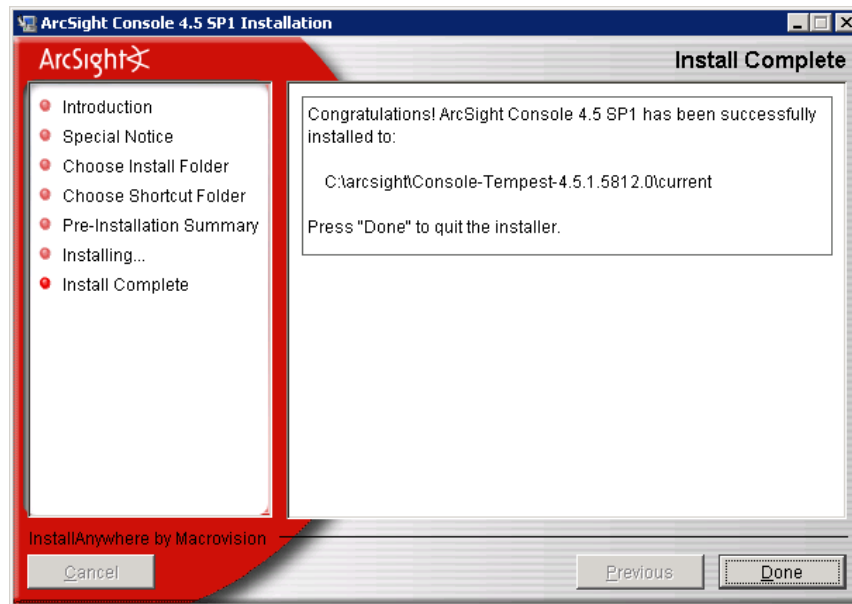 ArcSight Console 4.5 SP1 Installation
ArcSight
Install Complete
Introduction
Special Notice
Choose Install Folder
Choose Shortcut Folder
Pre-Installation Summary
Installing...
Install Complete
Congratulations! ArcSight Console 4.5 SP1 has been successfully
installed to:
C:\arcsight\Console-Tempest-4.5.1.5812.0\current
Press "Done" to quit the installer.
InstallAnywhere by Macrovision
Cancel
Previous
Done